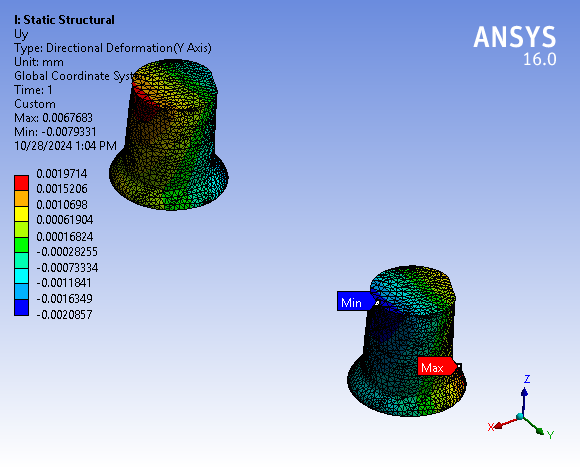 I: Static Structural
Uy
Type: Directional Deformation(Y Axis)
Unit: mm
Global Coordinate Syst
Time: 1
Custom
Max: 0.0067683
Min: -0.0079331
10/28/2024 1:04 PM
0.0019714
0.0015206
0.0010698
0.00061904
0.00016824
-0.00028255
-0.00073334
-0.0011841
-0.0016349
-0.0020857
ANSYS
16.0
Min
Max
Z
X
Y